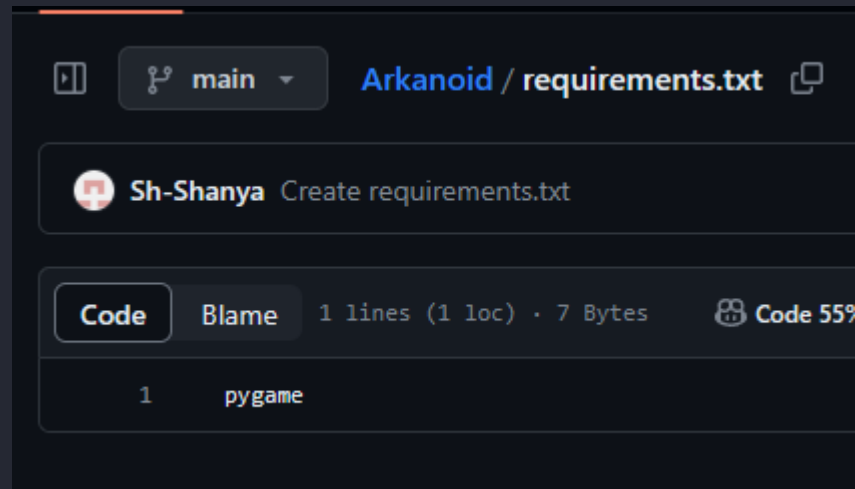 main
Arkanoid / requirements.txt
Sh-Shanya Create requirements.txt
Code Blame 1 lines (1 loc) · 7 Bytes Code 55%
1 pygame